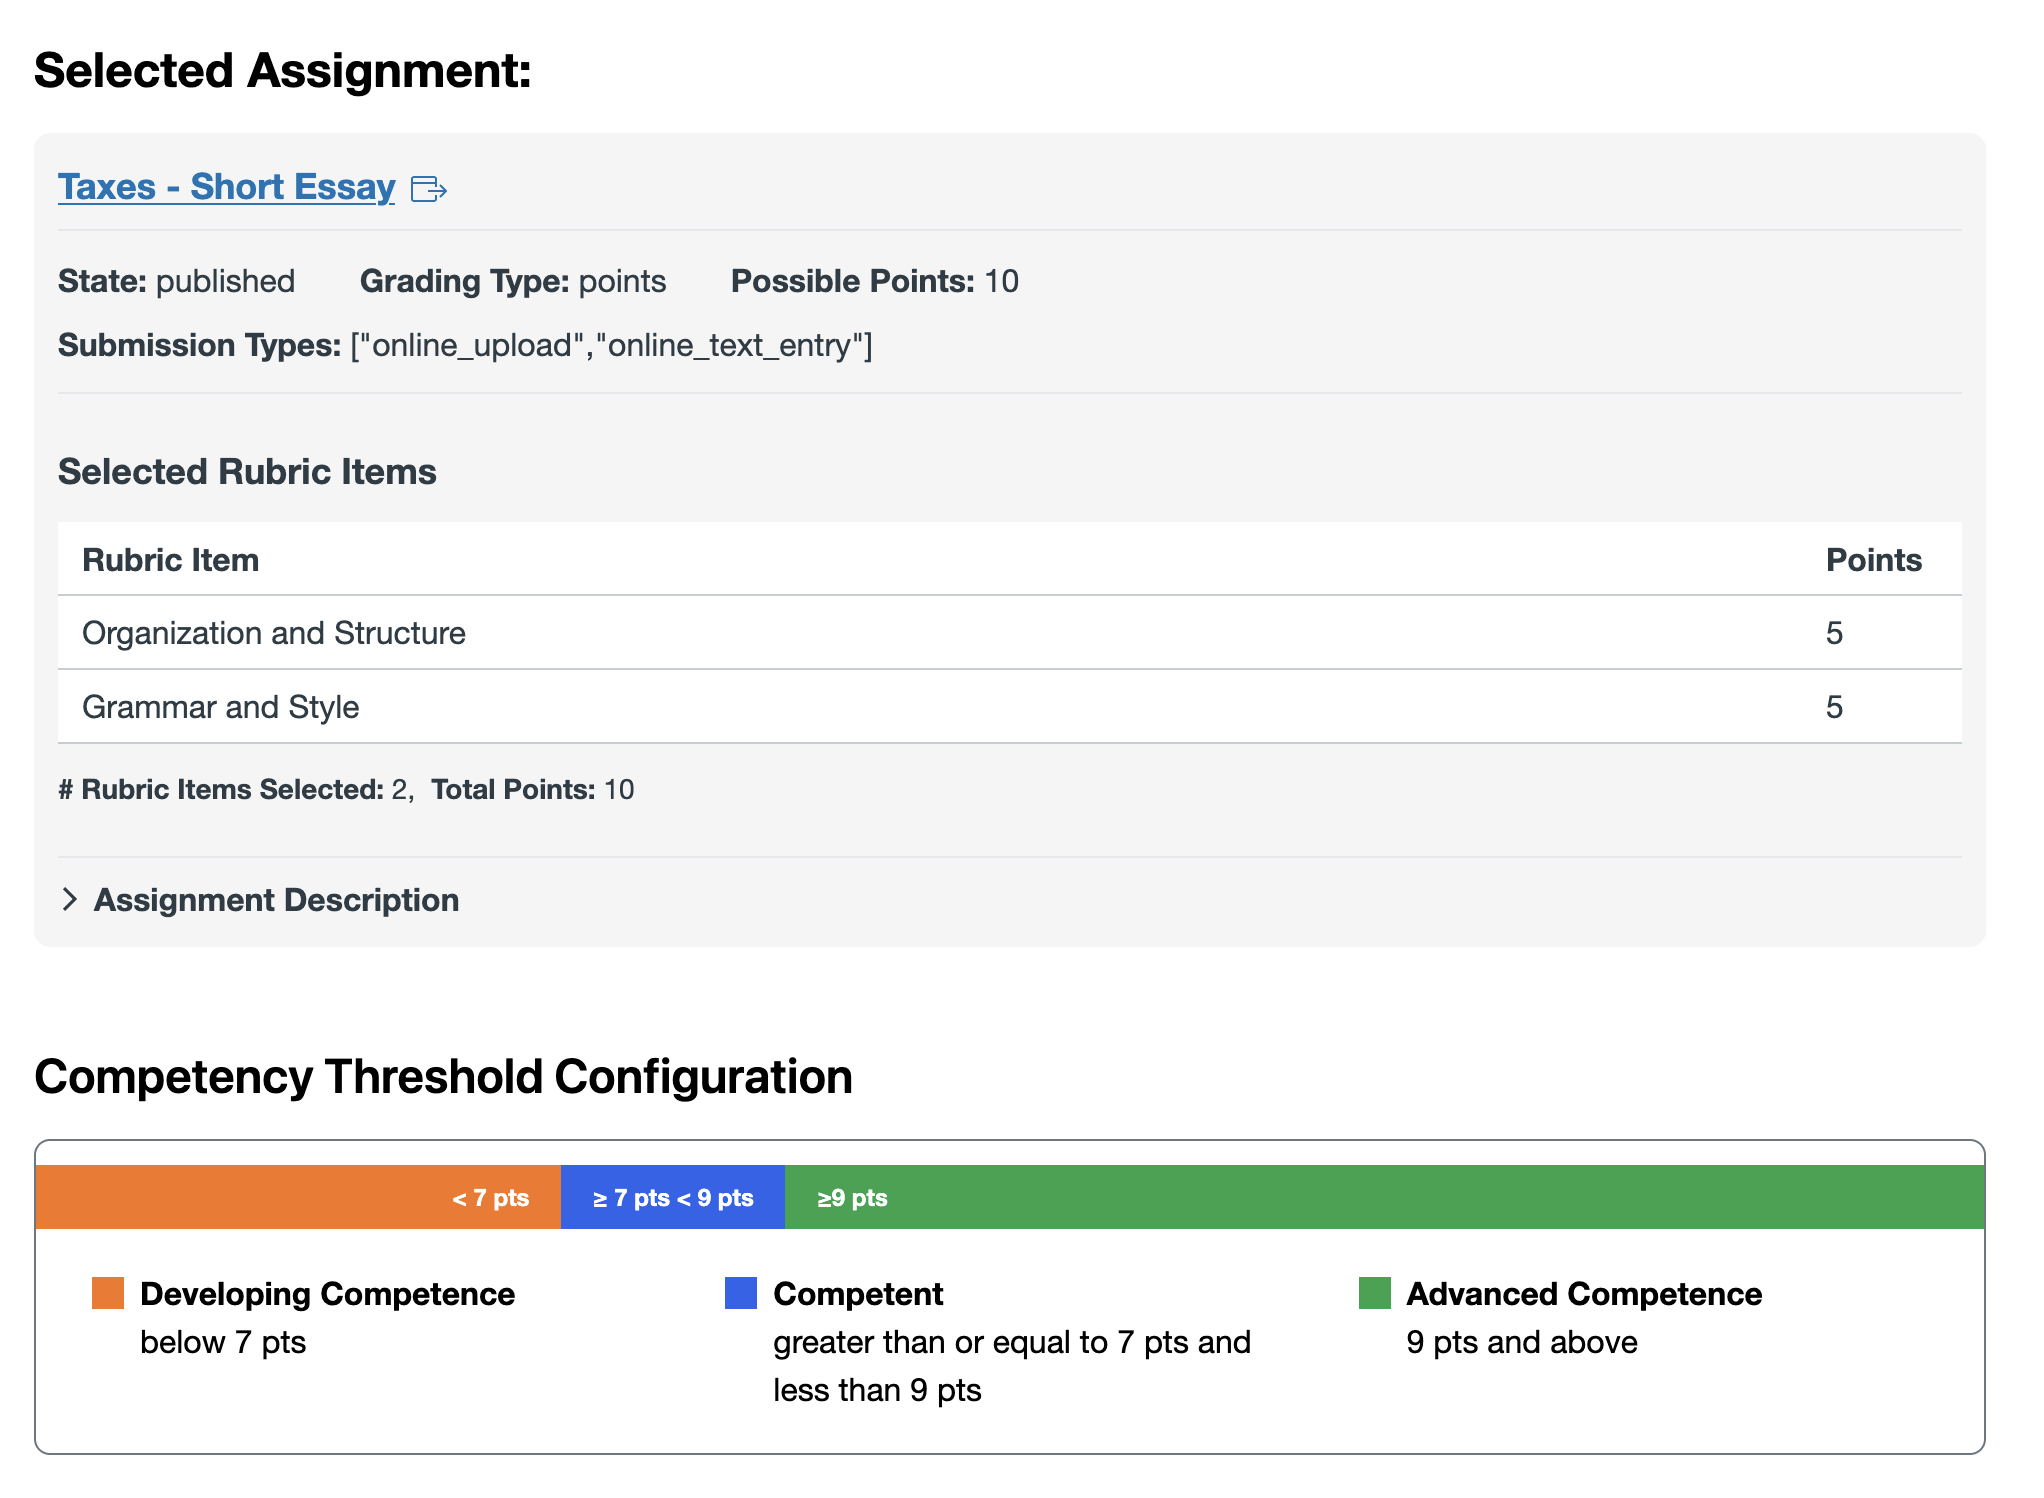 Selected Assignment:
Taxes - Short Essay
State: published Grading Type: points Possible Points: 10
Submission Types: ["online_upload","online_text_entry"]
Selected Rubric Items
Rubric Item Points
Organization and Structure 5
Grammar and Style 5
# Rubric Items Selected: 2, Total Points: 10
Assignment Description
Competency Threshold Configuration
< 7 pts ≥ 7 pts < 9 pts ≥9 pts
Developing Competence
below 7 pts
Competent
greater than or equal to 7 pts and
less than 9 pts
Advanced Competence
9 pts and above